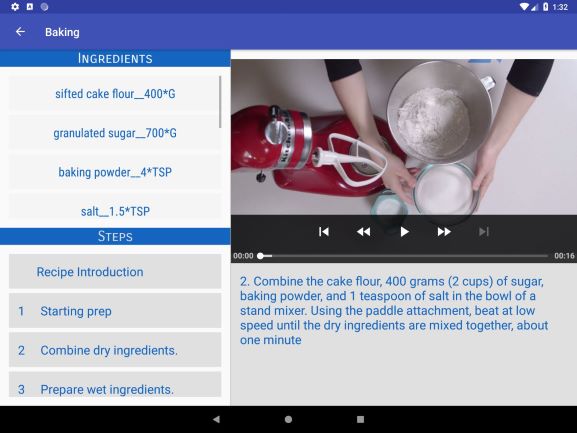 1:32
Baking
INGREDIENTS
sifted cake flour__400*G
granulated sugar__700*G
baking powder__4*TSP
salt__1.5*TSP
STEPS
Recipe Introduction
1 Starting prep
2 Combine dry ingredients.
3 Prepare wet ingredients.
KitchenAid
00:00
00:16
2. Combine the cake flour, 400 grams (2 cups) of sugar,
baking powder, and 1 teaspoon of salt in the bowl of a
stand mixer. Using the paddle attachment, beat at low
speed until the dry ingredients are mixed together, about
one minute